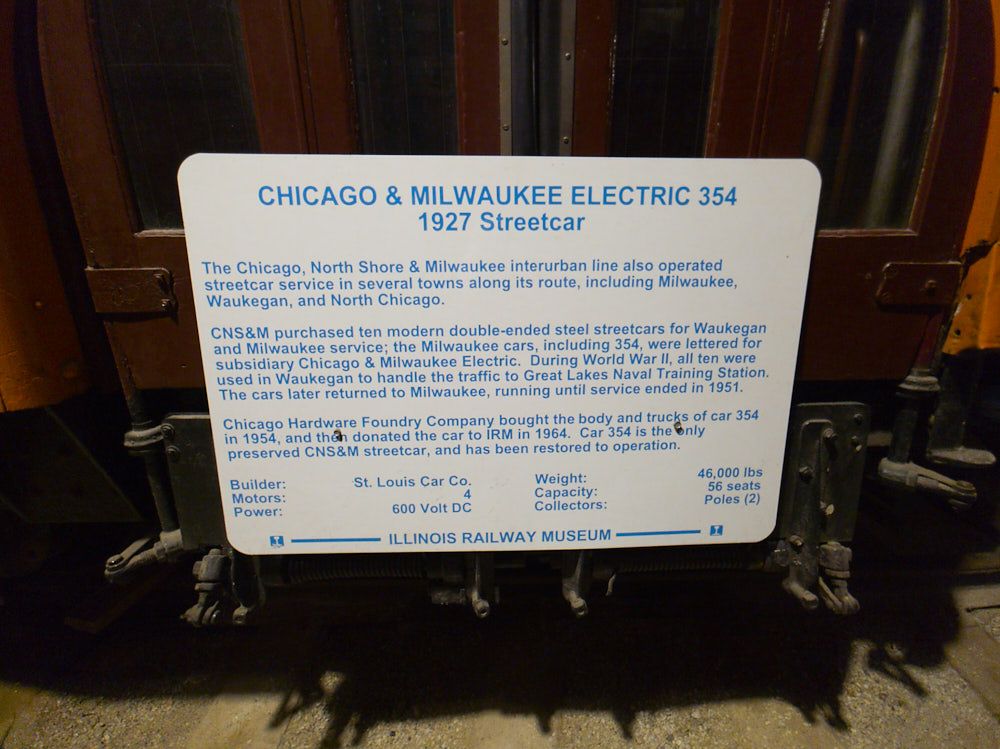 CHICAGO & MILWAUKEE ELECTRIC 354
1927 Streetcar
The Chicago, North Shore & Milwaukee interurban line also operated
streetcar service in several towns along its route, including Milwaukee,
Waukegan, and North Chicago.
CNS&M purchased ten modern double-ended steel streetcars for Waukegan
and Milwaukee service; the Milwaukee cars, including 354, were lettered for
subsidiary Chicago & Milwaukee Electric. During World War II, all ten were
used in Waukegan to handle the traffic to Great Lakes Naval Training Station.
The cars later returned to Milwaukee, running until service ended in 1951.
Chicago Hardware Foundry Company bought the body and trucks of car 354
in 1954, and then donated the car to IRM in 1964. Car 354 is the only
preserved CNS&M streetcar, and has been restored to operation.
Builder: St. Louis Car Co. Weight: 46,000 lbs
Motors: 4 Capacity: 56 seats
Power: 600 Volt DC Collectors: Poles (2)
ILLINOIS RAILWAY MUSEUM